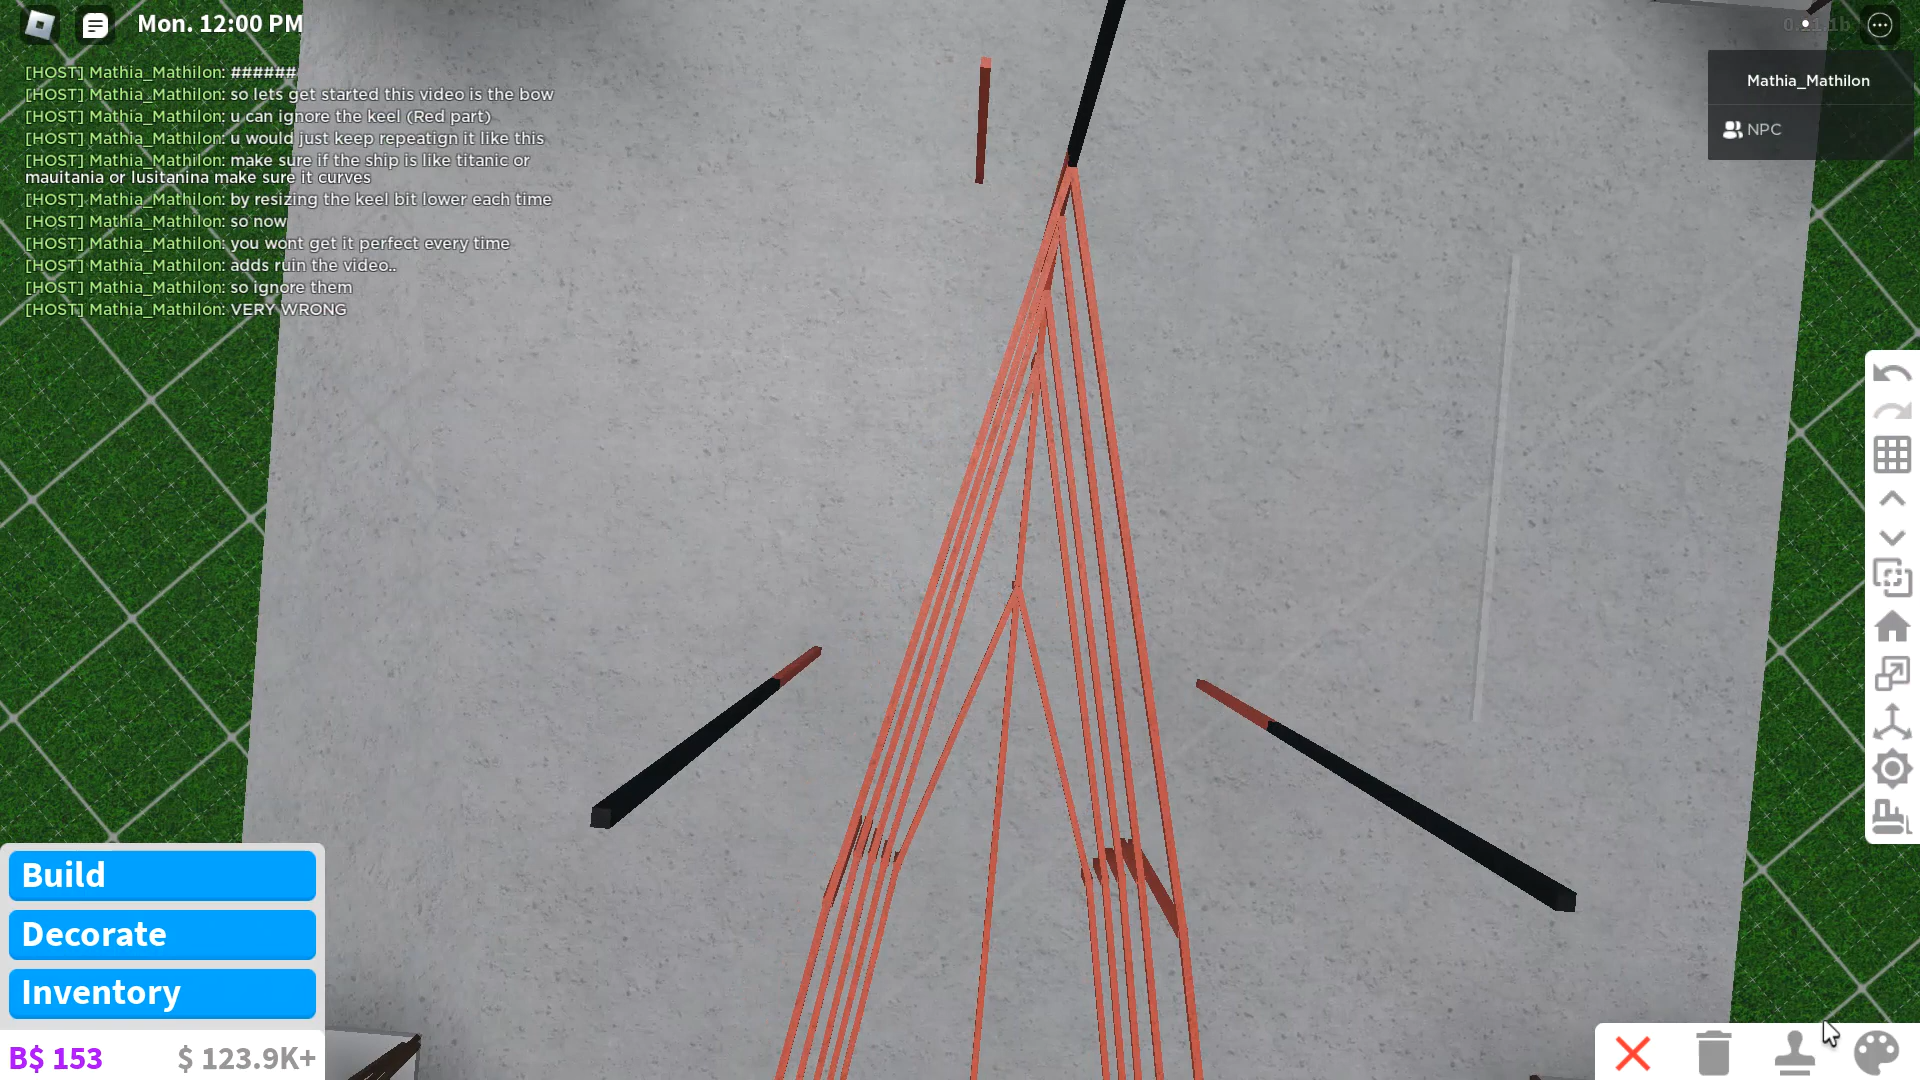 Mon. 12:00 PM
[HOST] Mathia_Mathilon: ######
[HOST] Mathia_Mathilon: so lets get started this video is the bow
[HOST] Mathia_Mathilon: u can ignore the keel (Red part)
[HOST] Mathia_Mathilon: u would just keep repeatign it like this
[HOST] Mathia_Mathilon: make sure if the ship is like titanic or
mauitania or lusitanina make sure it curves
[HOST] Mathia_Mathilon: by resizing the keel bit lower each time
[HOST] Mathia_Mathilon: so now
[HOST] Mathia_Mathilon: you wont get it perfect every time
[HOST] Mathia_Mathilon: adds ruin the video..
[HOST] Mathia_Mathilon: so ignore them
[HOST] Mathia_Mathilon: VERY WRONG
Mathia_Mathilon
NPC
Build
Decorate
Inventory
B$ 153
$ 123.9K+